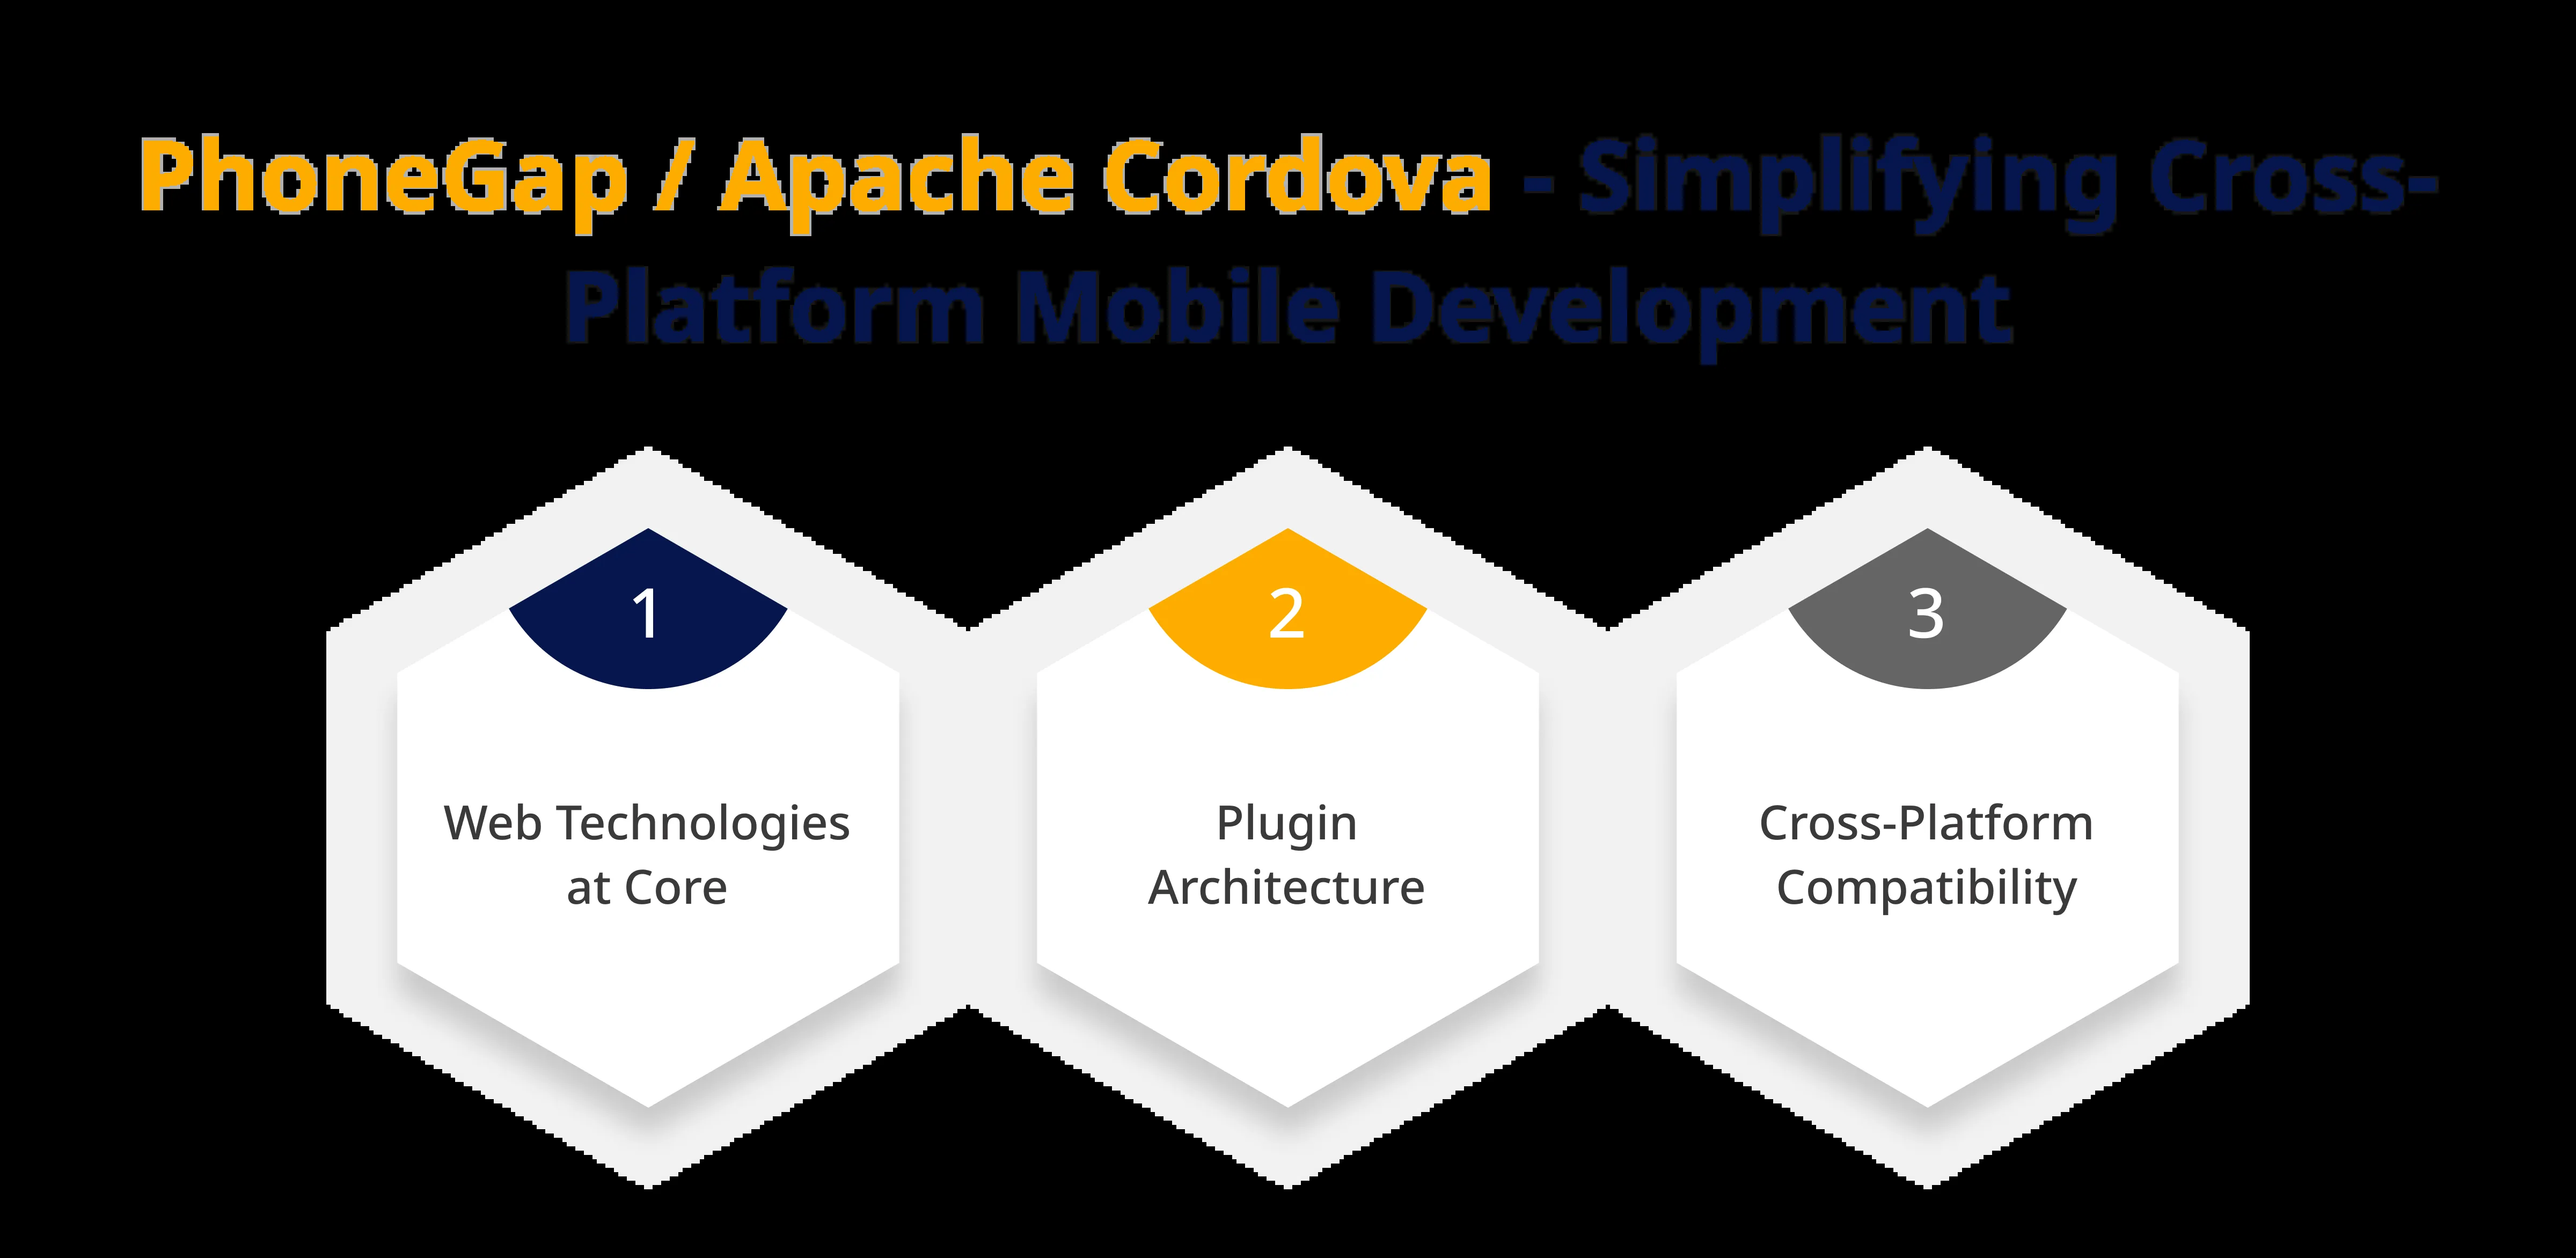 PhoneGap / Apache Cordova - Simplifying Cross-
Platform Mobile Development
1
Web Technologies
at Core
2
Plugin
Architecture
3
Cross-Platform
Compatibility